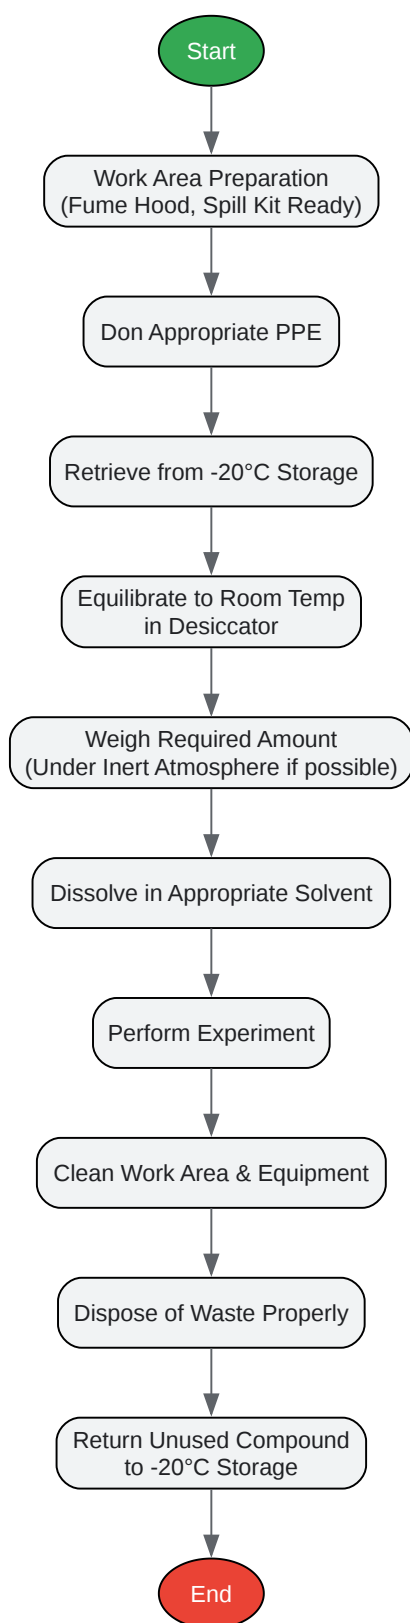 Start
Work Area Preparation
(Fume Hood, Spill Kit Ready)
Don Appropriate PPE
Retrieve from -20°C Storage
Equilibrate to Room Temp
in Desiccator
Weigh Required Amount
(Under Inert Atmosphere if possible)
Dissolve in Appropriate Solvent
Perform Experiment
Clean Work Area & Equipment
Dispose of Waste Properly
Return Unused Compound
to -20°C Storage
End